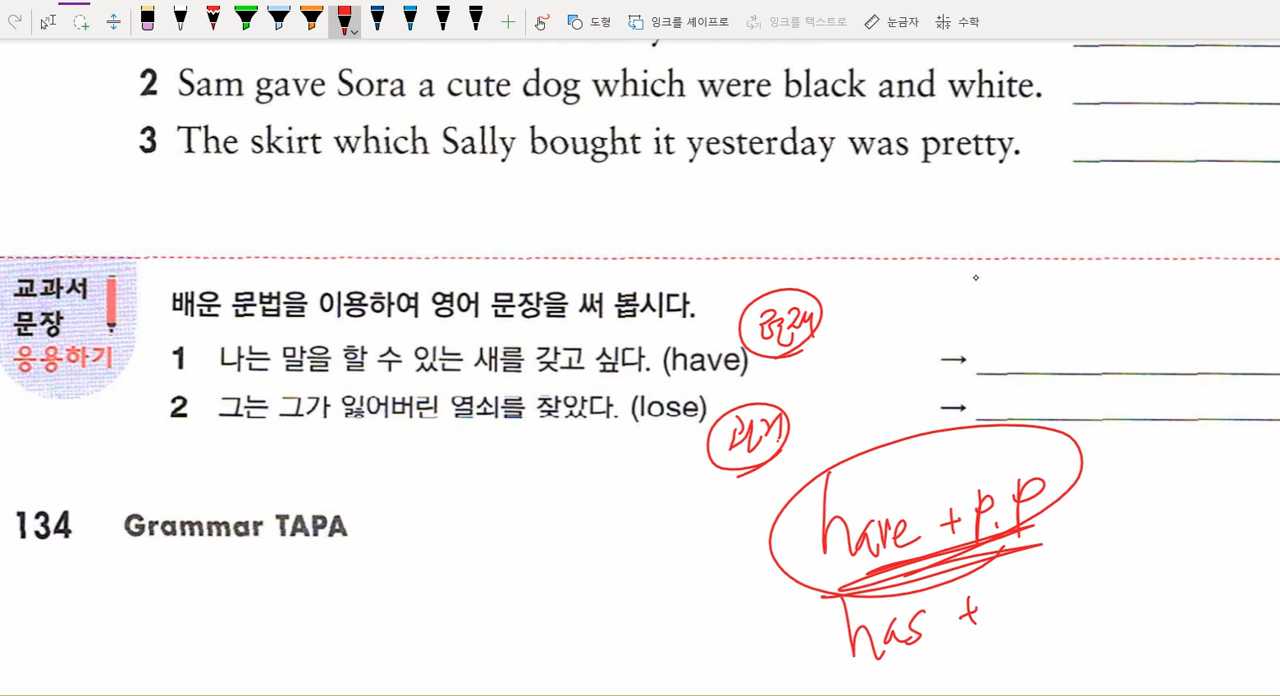 도형 잉크를 셰이프로 잉크를 텍스트로 눈금자 수학
2 Sam gave Sora a cute dog which were black and white.
3 The skirt which Sally bought it yesterday was pretty.
교과서
문장
응용하기
배운 문법을 이용하여 영어 문장을 써 봅시다.
현재
1 나는 말을 할 수 있는 새를 갖고 싶다. (have) →
2 그는 그가 잃어버린 열쇠를 찾았다. (lose) →
과거
have + p.p
has +
134 Grammar TAPA